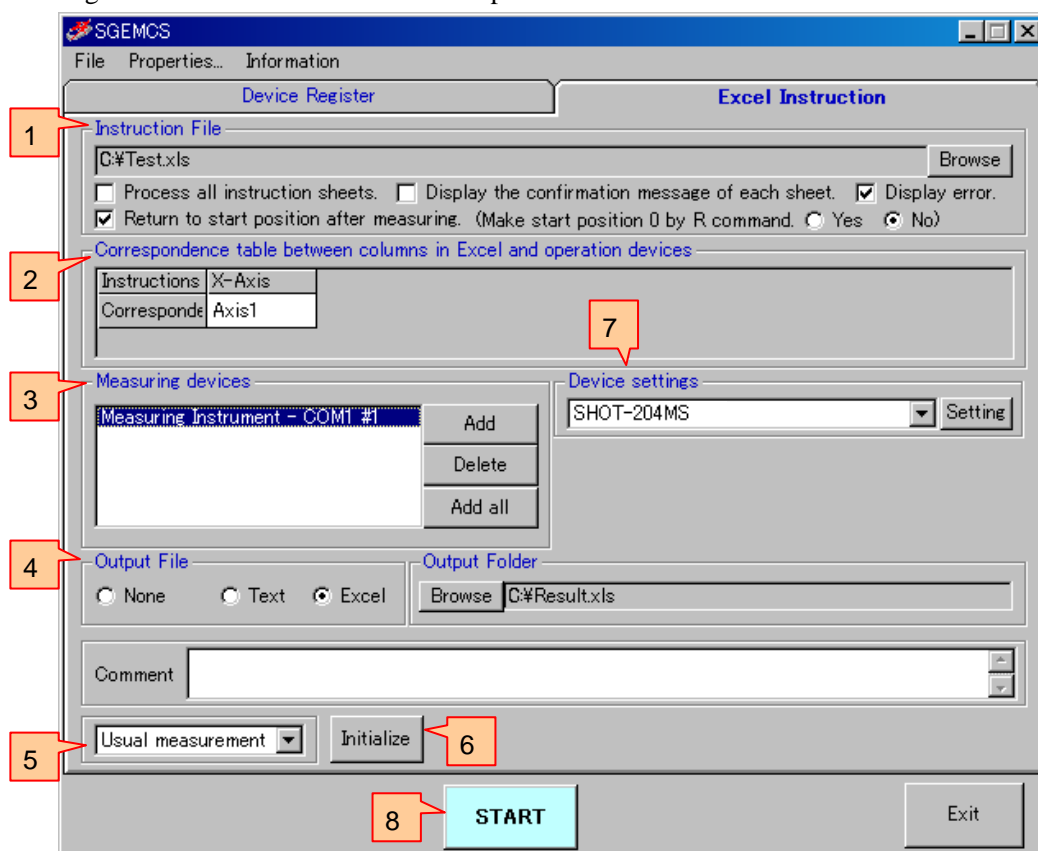 SGEMCS
File Properties... Information
Device Register Excel Instruction
1
Instruction File
C:¥Test.xls Browse
Process all instruction sheets. Display the confirmation message of each sheet. Display error.
Return to start position after measuring. (Make start position 0 by R command. Yes No)
2
Correspondence table between columns in Excel and operation devices
Instructions X-Axis
Corresponde Axis1
7
3
Measuring devices
Device settings
Measuring Instrument - COM1 #1
Add
SHOT-204MS Setting
Delete
Add all
4
Output File
Output Folder
None Text Excel
Browse C:¥Result.xls
Comment
5
Usual measurement
Initialize
6
8
START
Exit